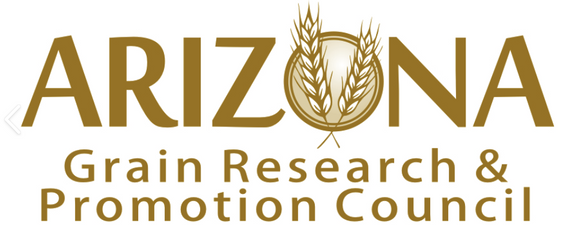 ARIZONA
Grain Research &
Promotion Council